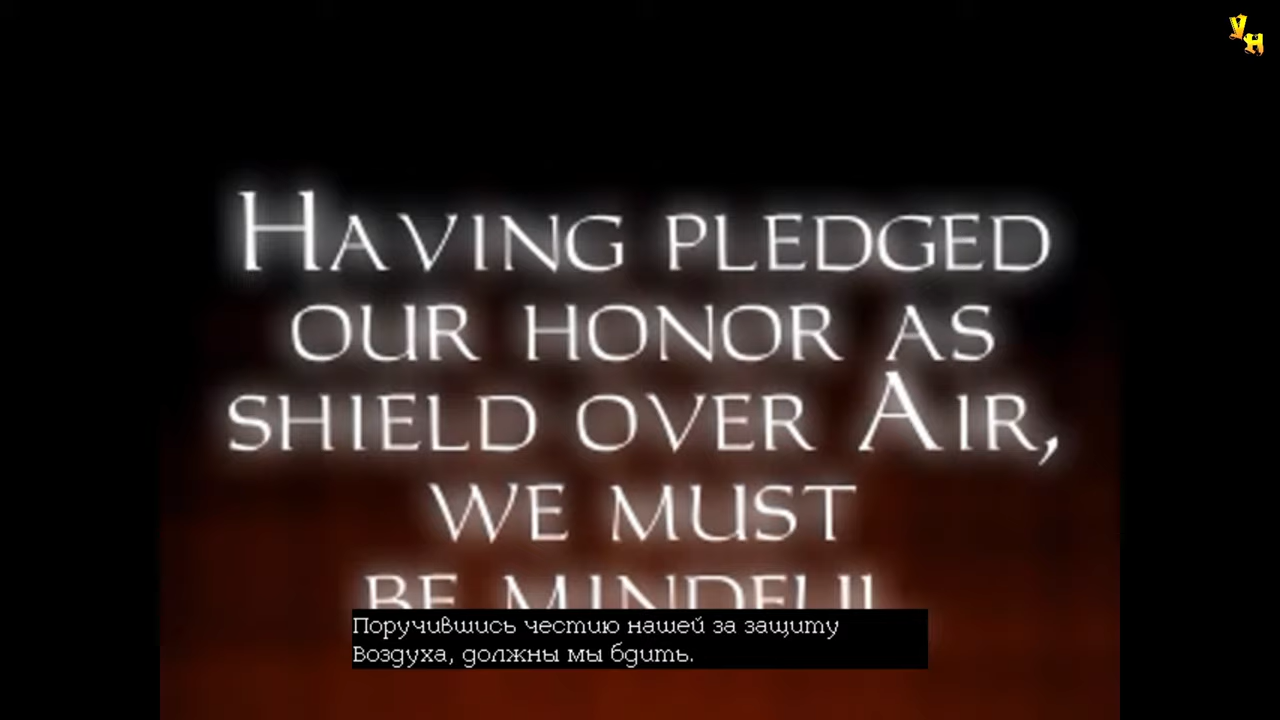 УН
Having pledged
our honor as
shield over Air,
we must
be mindful
Поручившись честию нашей за защиту
Воздуха, должны мы бдить.